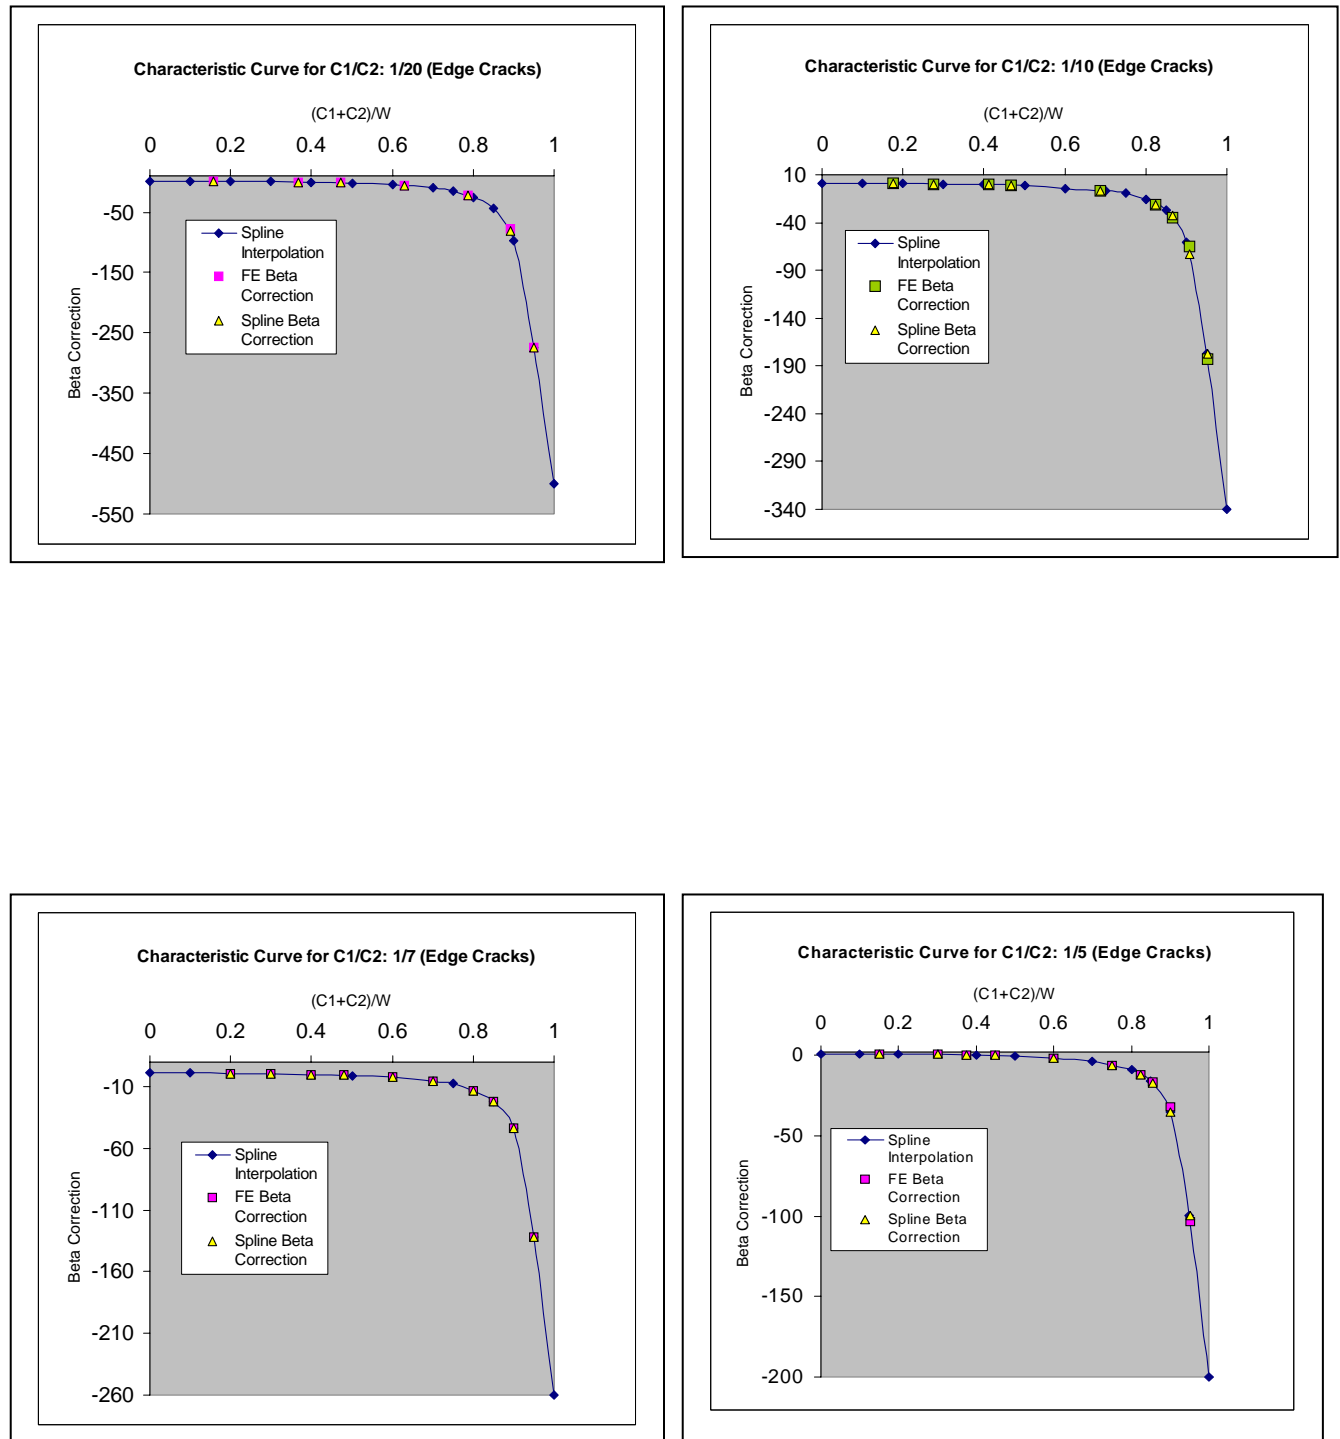 Characteristic Curve for C1/C2: 1/20 (Edge Cracks)
(C1+C2)/W
0 0.2 0.4 0.6 0.8 1
-50
-150
-250
-350
-450
-550
Beta Correction
Spline
Interpolation
FE Beta
Correction
Spline Beta
Correction
Characteristic Curve for C1/C2: 1/10 (Edge Cracks)
(C1+C2)/W
0 0.2 0.4 0.6 0.8 1
10
-40
-90
-140
-190
-240
-290
-340
Beta Correction
Spline
Interpolation
FE Beta
Correction
Spline Beta
Correction
Characteristic Curve for C1/C2: 1/7 (Edge Cracks)
(C1+C2)/W
0 0.2 0.4 0.6 0.8 1
-10
-60
-110
-160
-210
-260
Beta Correction
Spline
Interpolation
FE Beta
Correction
Spline Beta
Correction
Characteristic Curve for C1/C2: 1/5 (Edge Cracks)
(C1+C2)/W
0 0.2 0.4 0.6 0.8 1
0
-50
-100
-150
-200
Beta Correction
Spline
Interpolation
FE Beta
Correction
Spline Beta
Correction